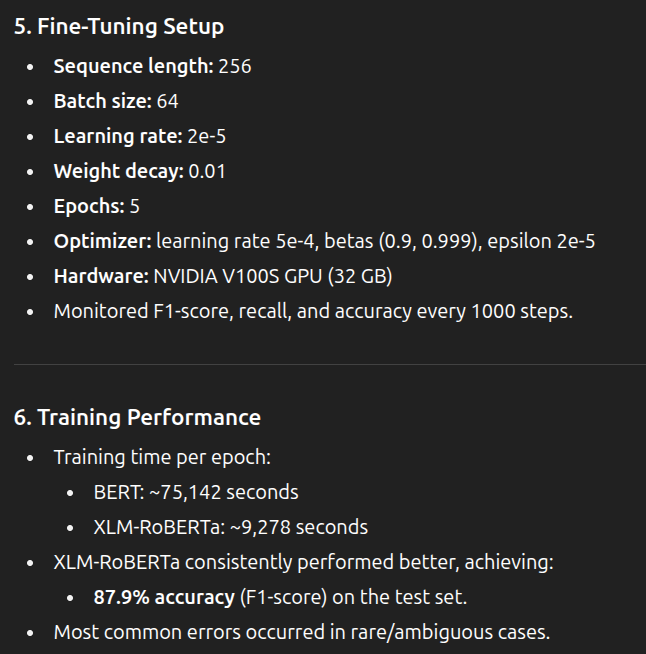 5. Fine-Tuning Setup
• Sequence length: 256
• Batch size: 64
• Learning rate: 2e-5
• Weight decay: 0.01
• Epochs: 5
• Optimizer: learning rate 5e-4, betas (0.9, 0.999), epsilon 2e-5
• Hardware: NVIDIA V100S GPU (32 GB)
• Monitored F1-score, recall, and accuracy every 1000 steps.
6. Training Performance
• Training time per epoch:
• BERT: ~75,142 seconds
• XLM-RoBERTa: ~9,278 seconds
• XLM-RoBERTa consistently performed better, achieving:
• 87.9% accuracy (F1-score) on the test set.
• Most common errors occurred in rare/ambiguous cases.